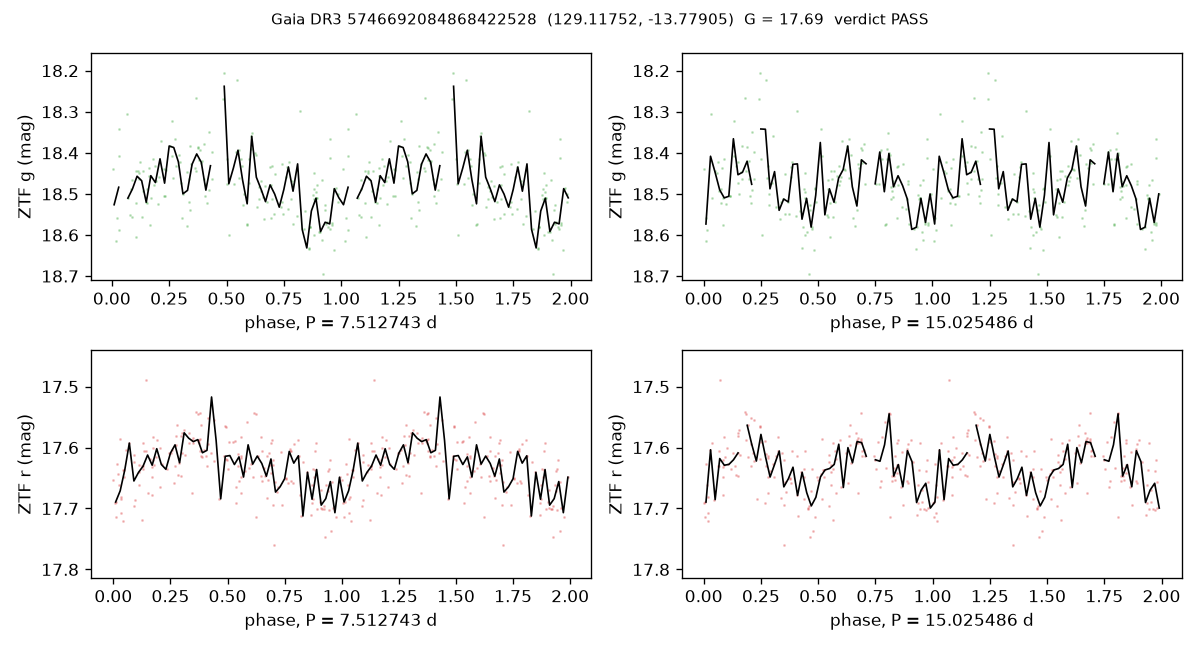 Gaia DR3 5746692084868422528 (129.11752, -13.77905) G = 17.69 verdict PASS
18.2
18.3
18.4
18.5
18.6
18.7
ZTF g (mag)
0.00 0.25 0.50 0.75 1.00 1.25 1.50 1.75 2.00
phase, P = 7.512743 d
18.2
18.3
18.4
18.5
18.6
18.7
ZTF g (mag)
0.00 0.25 0.50 0.75 1.00 1.25 1.50 1.75 2.00
phase, P = 15.025486 d
17.5
17.6
17.7
17.8
ZTF r (mag)
0.00 0.25 0.50 0.75 1.00 1.25 1.50 1.75 2.00
phase, P = 7.512743 d
17.5
17.6
17.7
17.8
ZTF r (mag)
0.00 0.25 0.50 0.75 1.00 1.25 1.50 1.75 2.00
phase, P = 15.025486 d